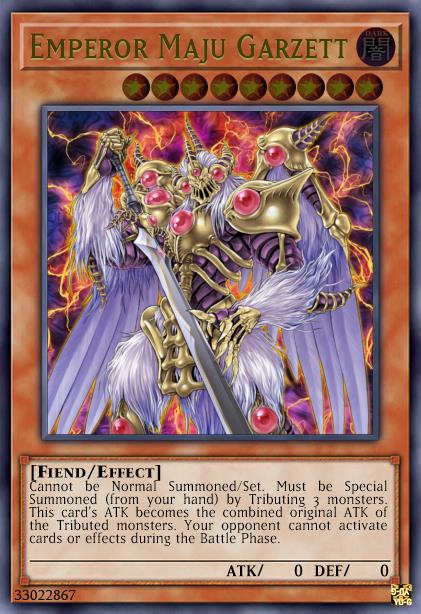 EMPEROR MAJU GARZETT
DARK
闇
[FIEND/EFFECT]
Cannot be Normal Summoned/Set. Must be Special
Summoned (from your hand) by Tributing 3 monsters.
This card's ATK becomes the combined original ATK of
the Tributed monsters. Your opponent cannot activate
cards or effects during the Battle Phase.
ATK/ 0 DEF/ 0
33022867